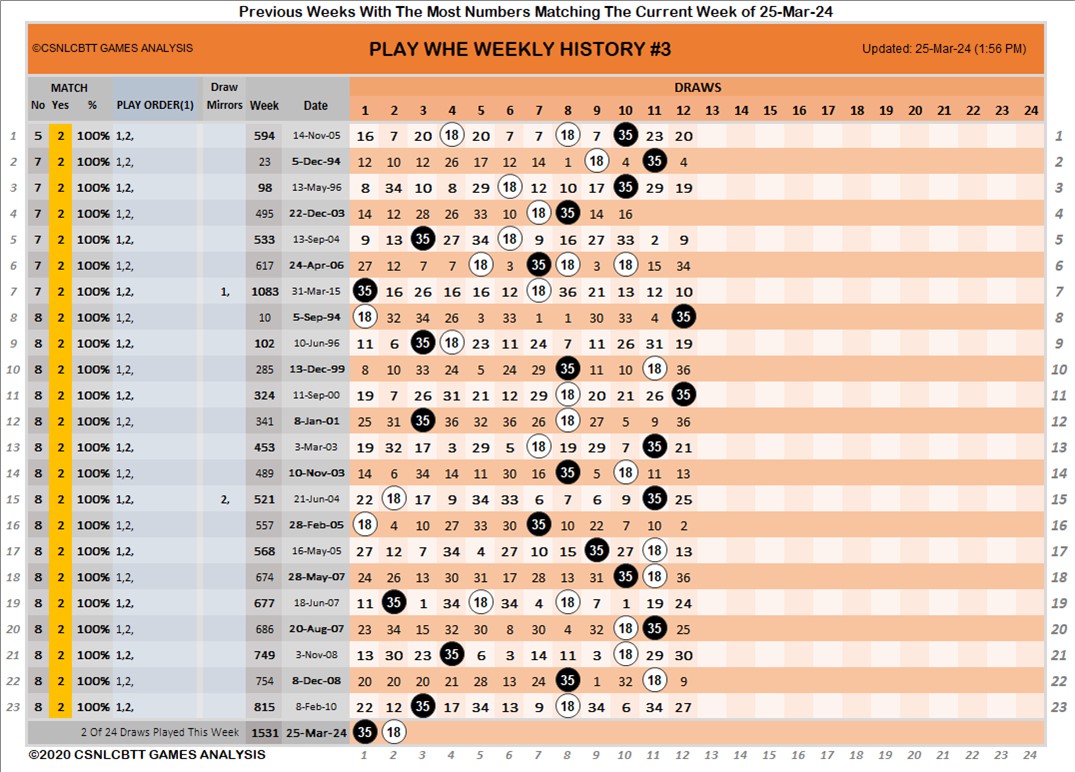 Previous Weeks With The Most Numbers Matching The Current Week of 25-Mar-24
©CSNLCBTT GAMES ANALYSIS PLAY WHE WEEKLY HISTORY #3 Updated: 25-Mar-24 (1:56 PM)
MATCH Draw DRAWS
No Yes % PLAY ORDER(1) Mirrors Week Date 1 2 3 4 5 6 7 8 9 10 11 12 13 14 15 16 17 18 19 20 21 22 23 24
1 5 2 100% 1,2, 594 14-Nov-05 16 7 20 18 20 7 7 18 7 35 23 20 1
2 7 2 100% 1,2, 23 5-Dec-94 12 10 12 26 17 12 14 1 18 4 35 4 2
3 7 2 100% 1,2, 98 13-May-96 8 34 10 8 29 18 12 10 17 35 29 19 3
4 7 2 100% 1,2, 495 22-Dec-03 14 12 28 26 33 10 18 35 14 16 4
5 7 2 100% 1,2, 533 13-Sep-04 9 13 35 27 34 18 9 16 27 33 2 9 5
6 7 2 100% 1,2, 617 24-Apr-06 27 12 7 7 18 3 35 18 3 18 15 34 6
7 7 2 100% 1,2, 1, 1083 31-Mar-15 35 16 26 16 16 12 18 36 21 13 12 10 7
8 8 2 100% 1,2, 10 5-Sep-94 18 32 34 26 3 33 1 1 30 33 4 35 8
9 8 2 100% 1,2, 102 10-Jun-96 11 6 35 18 23 11 24 7 11 26 31 19 9
10 8 2 100% 1,2, 285 13-Dec-99 8 10 33 24 5 24 29 35 11 10 18 36 10
11 8 2 100% 1,2, 324 11-Sep-00 19 7 26 31 21 12 29 18 20 21 26 35 11
12 8 2 100% 1,2, 341 8-Jan-01 25 31 35 36 32 36 26 18 27 5 9 36 12
13 8 2 100% 1,2, 453 3-Mar-03 19 32 17 3 29 5 18 19 29 7 35 21 13
14 8 2 100% 1,2, 489 10-Nov-03 14 6 34 14 11 30 16 35 5 18 11 13 14
15 8 2 100% 1,2, 2, 521 21-Jun-04 22 18 17 9 34 33 6 7 6 9 35 25 15
16 8 2 100% 1,2, 557 28-Feb-05 18 4 10 27 33 30 35 10 22 7 10 2 16
17 8 2 100% 1,2, 568 16-May-05 27 12 7 34 4 27 10 15 35 27 18 13 17
18 8 2 100% 1,2, 674 28-May-07 24 26 13 30 31 17 28 13 31 35 18 36 18
19 8 2 100% 1,2, 677 18-Jun-07 11 35 1 34 18 34 4 18 7 1 19 24 19
20 8 2 100% 1,2, 686 20-Aug-07 23 34 15 32 30 8 30 4 32 18 35 25 20
21 8 2 100% 1,2, 749 3-Nov-08 13 30 23 35 6 3 14 11 3 18 29 30 21
22 8 2 100% 1,2, 754 8-Dec-08 20 20 20 21 28 13 24 35 1 32 18 9 22
23 8 2 100% 1,2, 815 8-Feb-10 22 12 35 17 34 13 9 18 34 6 34 27 23
2 Of 24 Draws Played This Week 1531 25-Mar-24 35 18
©2020 CSNLCBTT GAMES ANALYSIS 1 2 3 4 5 6 7 8 9 10 11 12 13 14 15 16 17 18 19 20 21 22 23 24